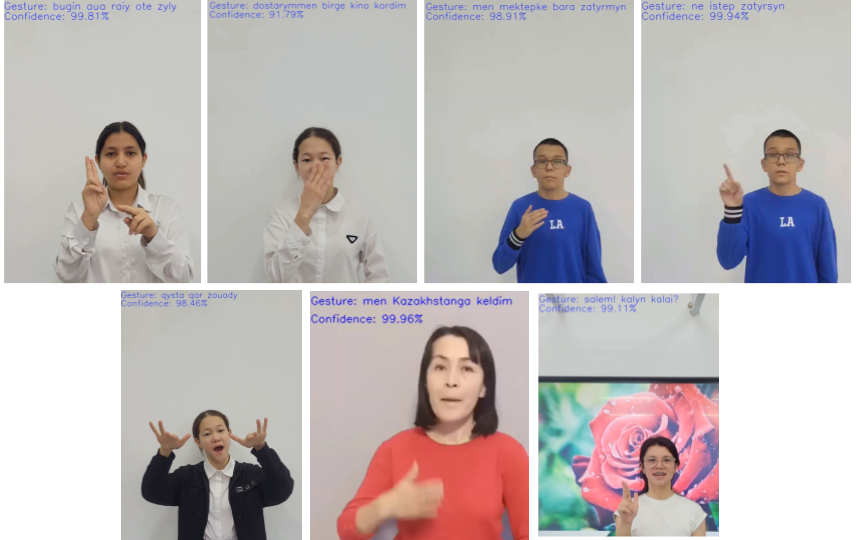 Gesture: bugin aua raiy ote zyly
Confidence: 99.81%
Gesture: dostarymmen birge kino kordim
Confidence: 91.79%
Gesture: men mektepke bara zatyrmyn
Confidence: 98.91%
LA
Gesture: ne istep zatyrsyn
Confidence: 99.94%
LA
Gesture: qysta qar zauady
Confidence: 98.46%
Gesture: men Kazakhstanga keldim
Confidence: 99.96%
Gesture: salem! kalyn kalai?
Confidence: 99.11%